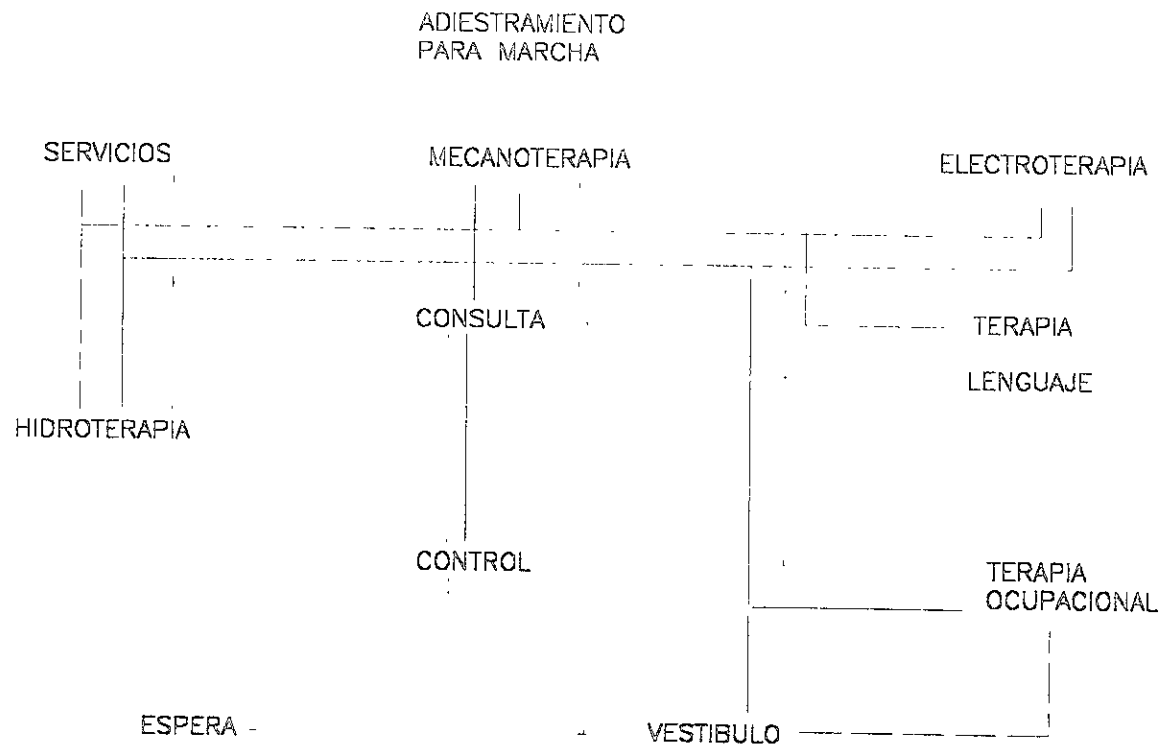 ADIESTRAMIENTO
PARA MARCHA
SERVICIOS
MECANOTERAPIA
ELECTROTERAPIA
CONSULTA
TERAPIA
LENGUAJE
HIDROTERAPIA
CONTROL
TERAPIA
OCUPACIONAL
ESPERA
VESTIBULO